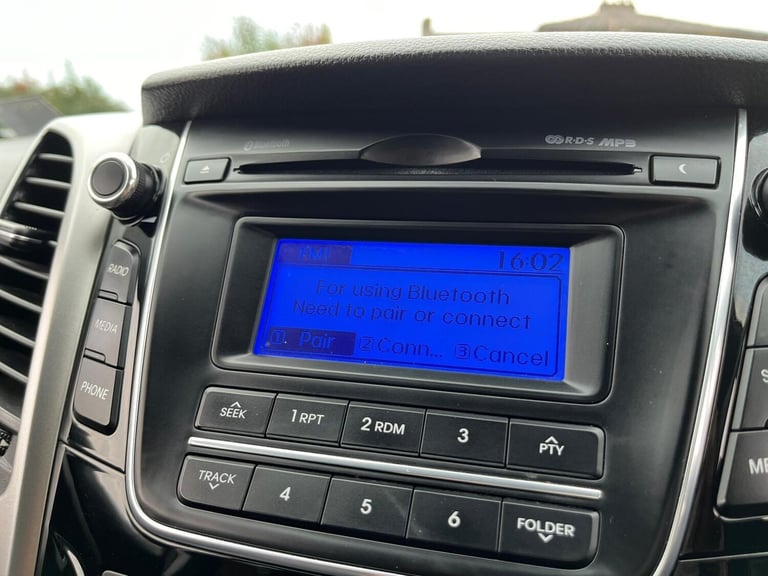 Bluetooth
R·D·S MP3
16:02
For using Bluetooth
Need to pair or connect
1 Pair 2 Conn... 3 Cancel
RADIO
MEDIA
PHONE
SEEK
1 RPT
2 RDM
3
PTY
TRACK
4
5
6
FOLDER